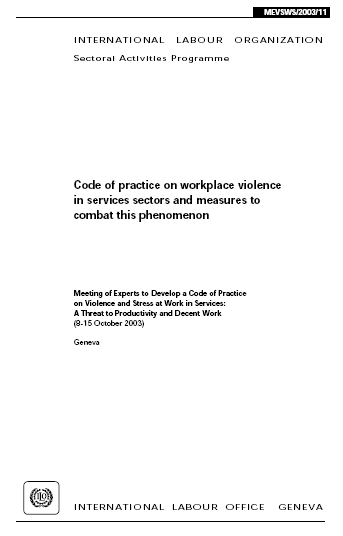 MEVSWS/2003/11
INTERNATIONAL LABOUR ORGANIZATION
Sectoral Activities Programme
Code of practice on workplace violence
in services sectors and measures to
combat this phenomenon
Meeting of Experts to Develop a Code of Practice
on Violence and Stress at Work in Services:
A Threat to Productivity and Decent Work
(8-15 October 2003)
Geneva
INTERNATIONAL LABOUR OFFICE GENEVA